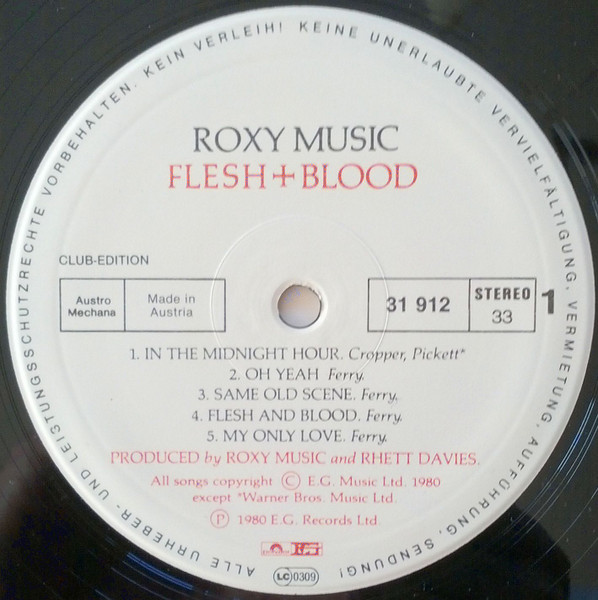 ALLE URHEBER- UND LEISTUNGSSCHUTZRECHTE VORBEHALTEN. KEIN VERLEIH! KEINE UNERLAUBTE VERVIELFÄLTIGUNG, VERMIETUNG, AUFFÜHRUNG, SENDUNG!
ROXY MUSIC
FLESH+BLOOD
CLUB-EDITION
Austro Mechana
Made in Austria
31 912
STEREO
33
1
1. IN THE MIDNIGHT HOUR. Cropper, Pickett*
2. OH YEAH Ferry.
3. SAME OLD SCENE. Ferry.
4. FLESH AND BLOOD. Ferry.
5. MY ONLY LOVE. Ferry.
PRODUCED by ROXY MUSIC and RHETT DAVIES.
All songs copyright © E.G. Music Ltd. 1980
except *Warner Bros. Music Ltd.
℗ 1980 E.G. Records Ltd.
LC 0309